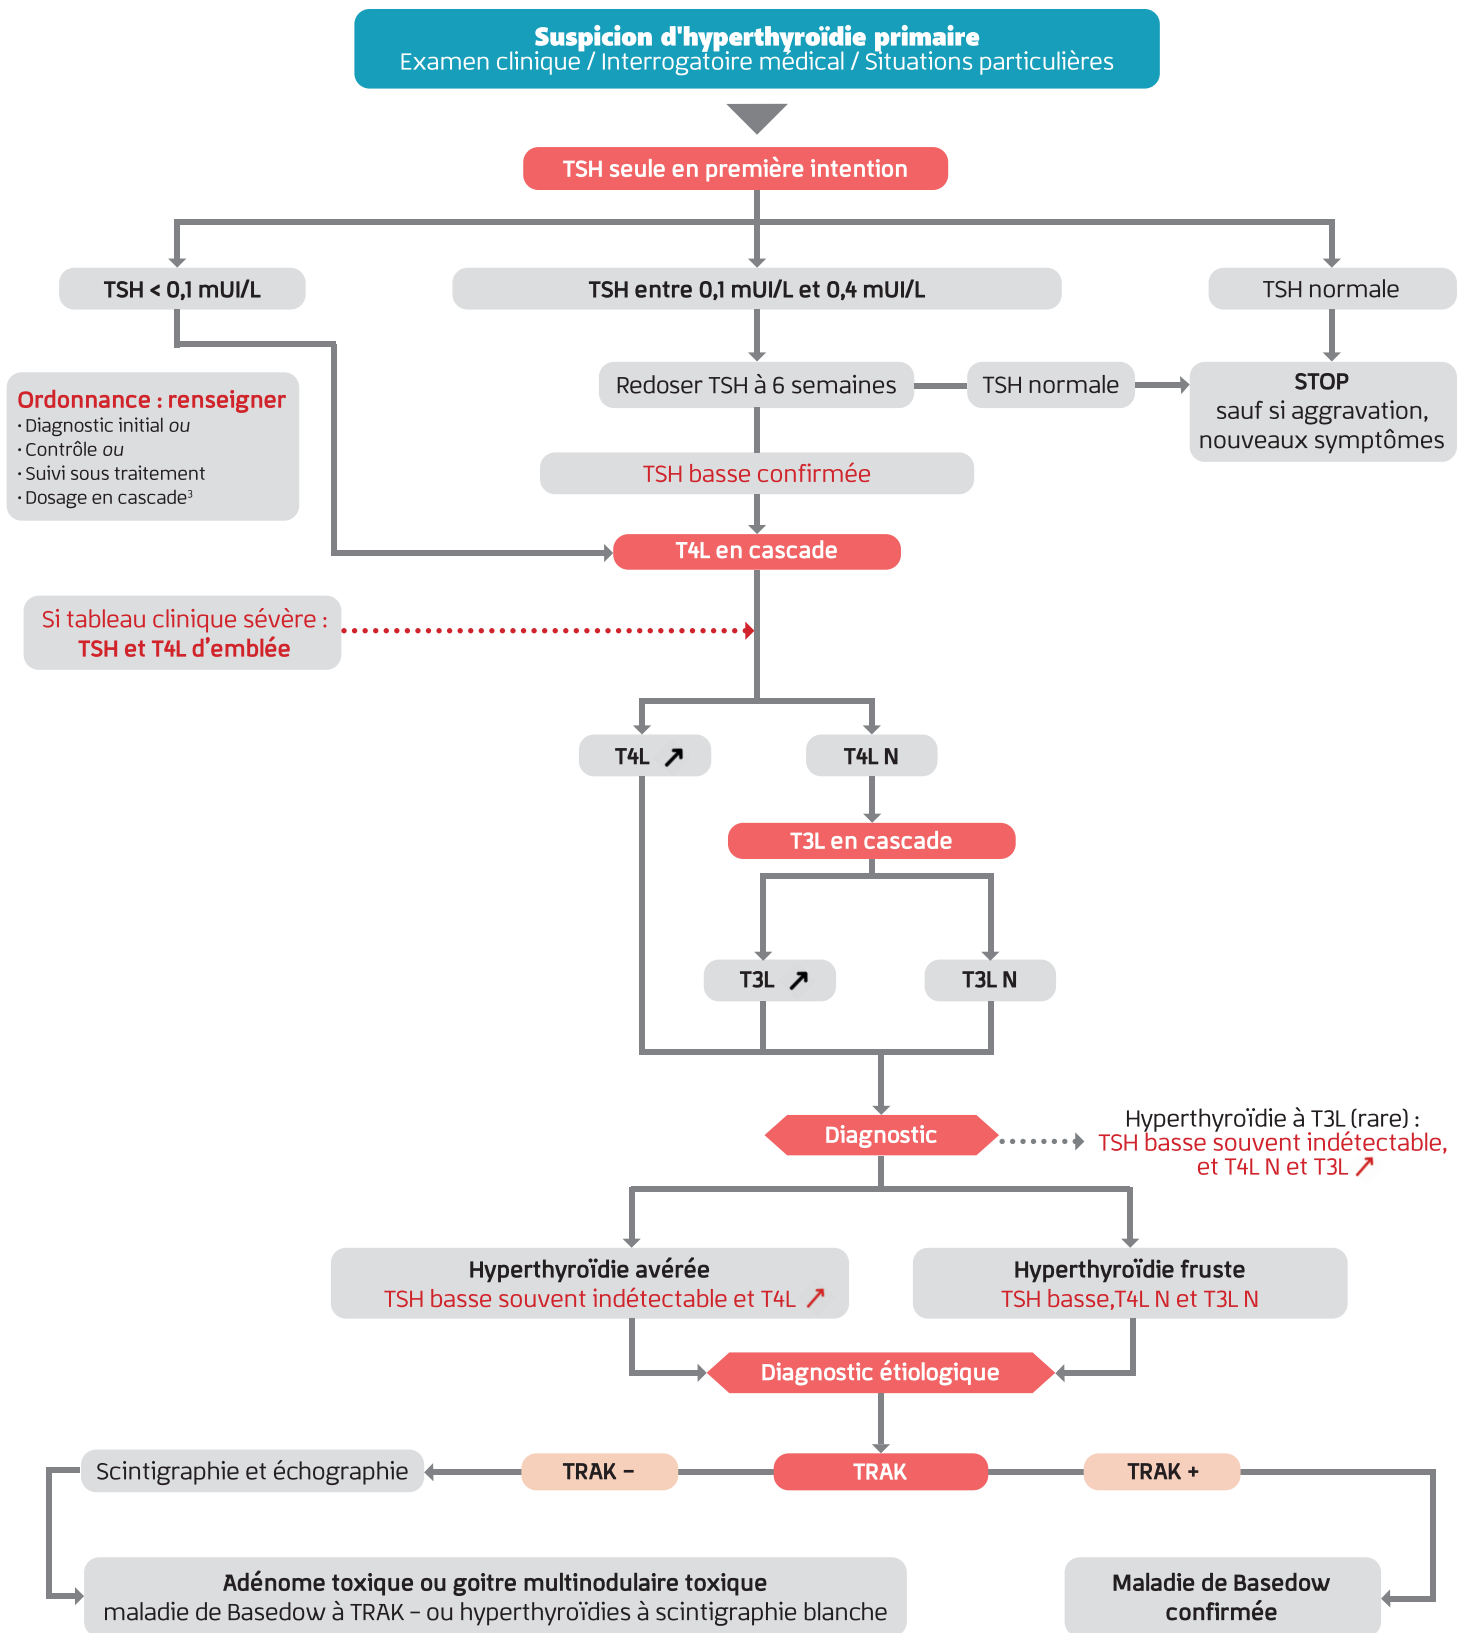 Suspicion d'hyperthyroïdie primaire
Examen clinique / Interrogatoire médical / Situations particulières
TSH seule en première intention
TSH < 0,1 mUI/L
TSH entre 0,1 mUI/L et 0,4 mUI/L
TSH normale
Redoser TSH à 6 semaines
TSH normale
STOP
sauf si aggravation,
nouveaux symptômes
Ordonnance : renseigner
· Diagnostic initial ou
· Contrôle ou
· Suivi sous traitement
· Dosage en cascade³
TSH basse confirmée
T4L en cascade
Si tableau clinique sévère :
TSH et T4L d’emblée
T4L ↗
T4L N
T3L en cascade
T3L ↗
T3L N
Diagnostic
Hyperthyroïdie à T3L (rare) :
TSH basse souvent indétectable,
et T4L N et T3L ↗
Hyperthyroïdie avérée
TSH basse souvent indétectable et T4L ↗
Hyperthyroïdie fruste
TSH basse,T4L N et T3L N
Diagnostic étiologique
Scintigraphie et échographie
TRAK –
TRAK
TRAK +
Adénome toxique ou goitre multinodulaire toxique
maladie de Basedow à TRAK – ou hyperthyroïdies à scintigraphie blanche
Maladie de Basedow
confirmée